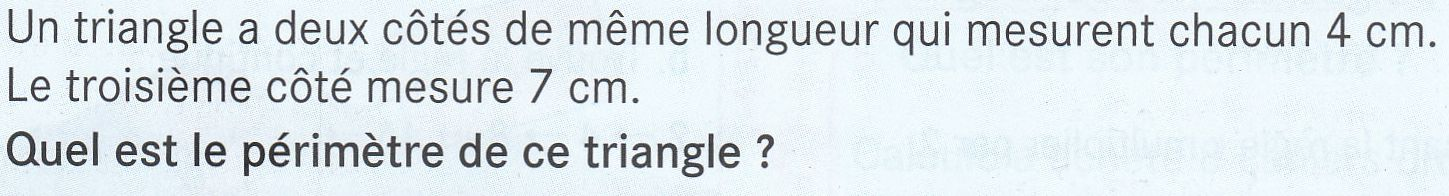 Un triangle a deux côtés de même longueur qui mesurent chacun 4 cm.
Le troisième côté mesure 7 cm.
Quel est le périmètre de ce triangle ?